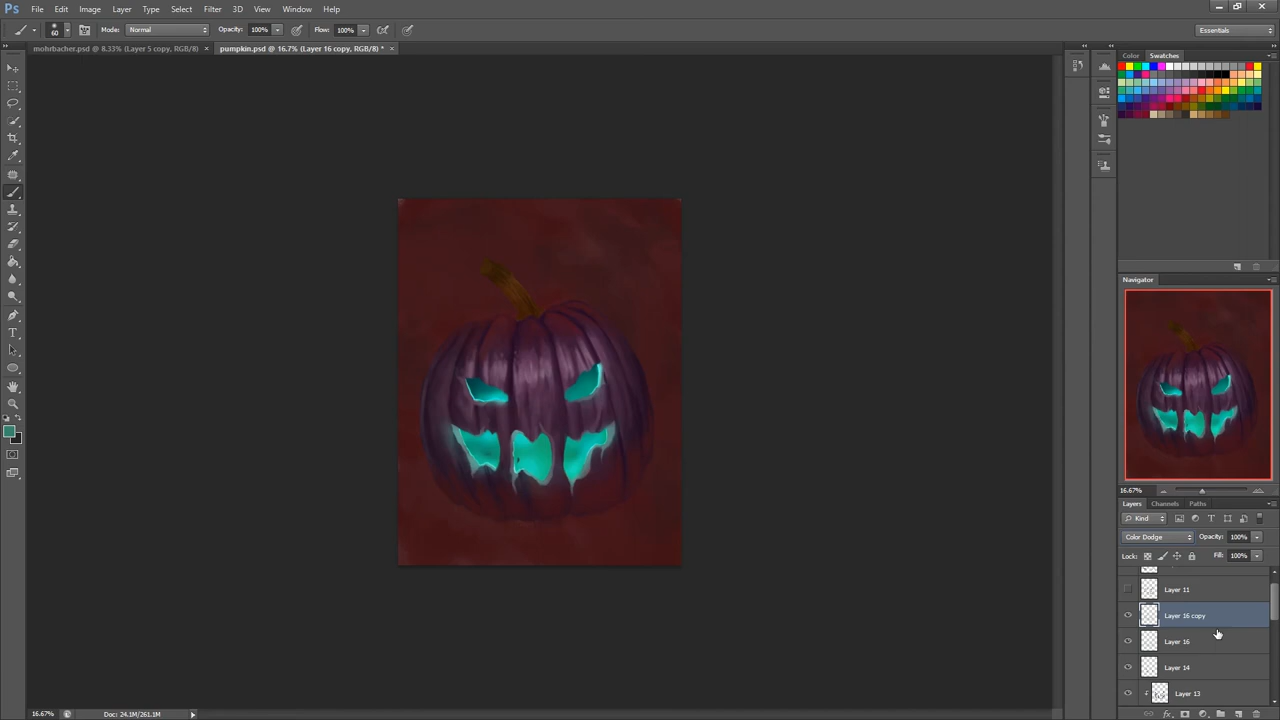 Ps File Edit Image Layer Type Select Filter 3D View Window Help
60 Mode: Normal Opacity: 100% Flow: 100% Essentials
mohrbacher.psd @ 8.33% (Layer 5 copy, RGB/8) × pumpkin.psd @ 16.7% (Layer 16 copy, RGB/8) * ×
Color Swatches
Navigator
16.67%
Layers Channels Paths
Kind
Color Dodge Opacity: 100%
Lock: Fill: 100%
Layer 11
Layer 16 copy
Layer 16
Layer 14
Layer 13
16.67% Doc: 24.1M/261.1M